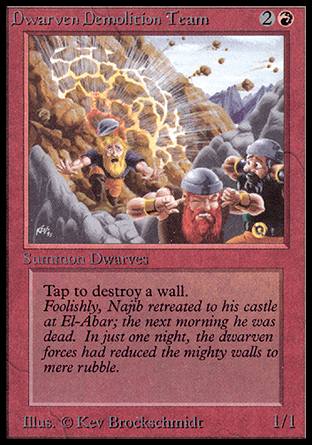 Dwarven Demolition Team 2
Summon Dwarves
Tap to destroy a wall.
Foolishly, Najib retreated to his castle
at El-Abar; the next morning he was
dead. In just one night, the dwarven
forces had reduced the mighty walls to
mere rubble.
Illus. © Kev Brockschmidt 1/1